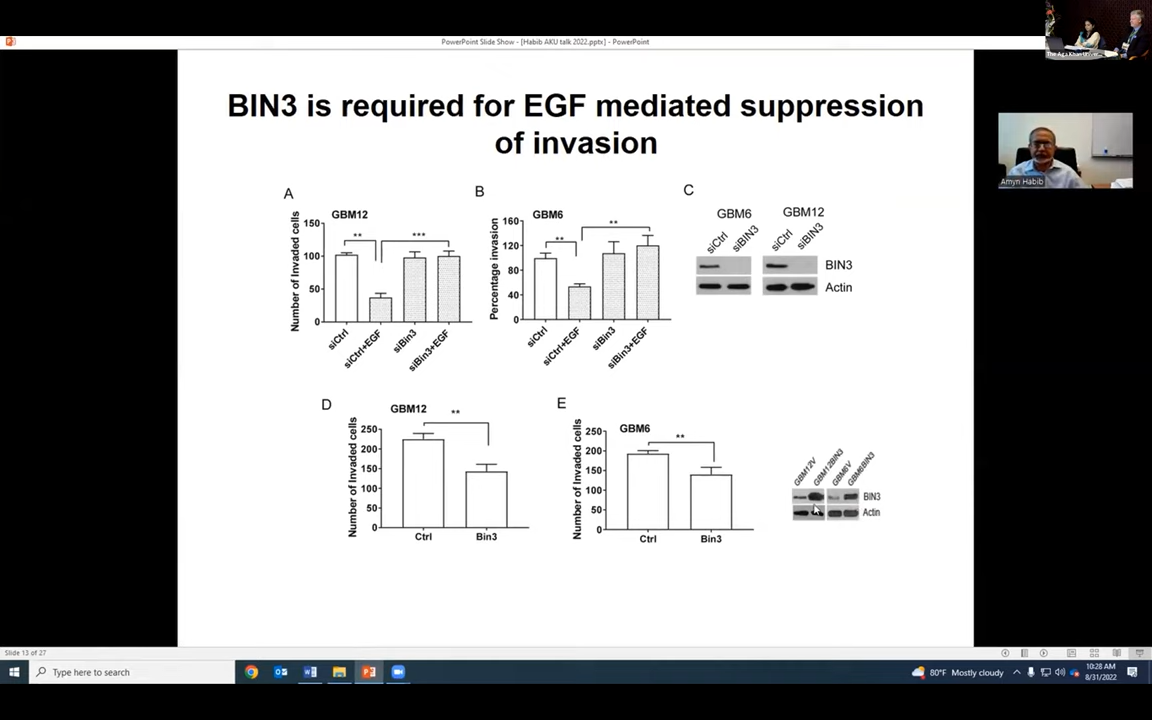 PowerPoint Slide Show - [Habib AKU talk 2022.pptx] - PowerPoint
BIN3 is required for EGF mediated suppression
of invasion
A
GBM12
Number of Invaded cells
150
100
50
0
**
***
siCtrl
siCtrl+EGF
siBin3
siBin3+EGF
B
GBM6
Percentage invasion
160
120
80
40
0
**
**
siCtrl
siCtrl+EGF
siBin3
siBin3+EGF
C
GBM6
GBM12
siCtrl
siBIN3
siCtrl
siBIN3
BIN3
Actin
D
GBM12
Number of Invaded cells
250
200
150
100
50
0
**
Ctrl
Bin3
E
GBM6
Number of Invaded cells
250
200
150
100
50
0
**
Ctrl
Bin3
GBM12V
GBM12BIN3
GBM6V
GBM6BIN3
BIN3
Actin
The Aga Khan
Amyn Habib
Slide 13 of 27
Type here to search
80°F Mostly cloudy
10:28 AM
8/31/2022